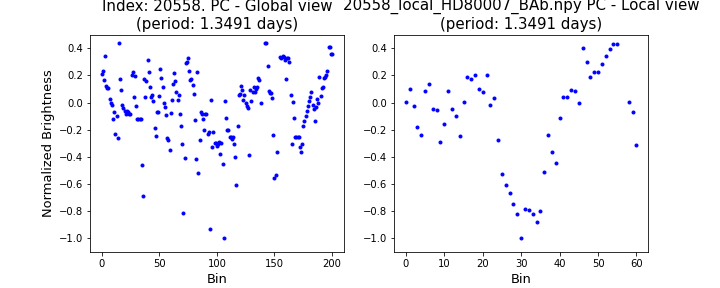 Index: 20558. PC - Global view
(period: 1.3491 days)
20558_local_HD80007_BAb.npy PC - Local view
(period: 1.3491 days)
Normalized Brightness
0.4
0.2
0.0
−0.2
−0.4
−0.6
−0.8
−1.0
0 50 100 150 200
Bin
0.4
0.2
0.0
−0.2
−0.4
−0.6
−0.8
−1.0
0 10 20 30 40 50 60
Bin